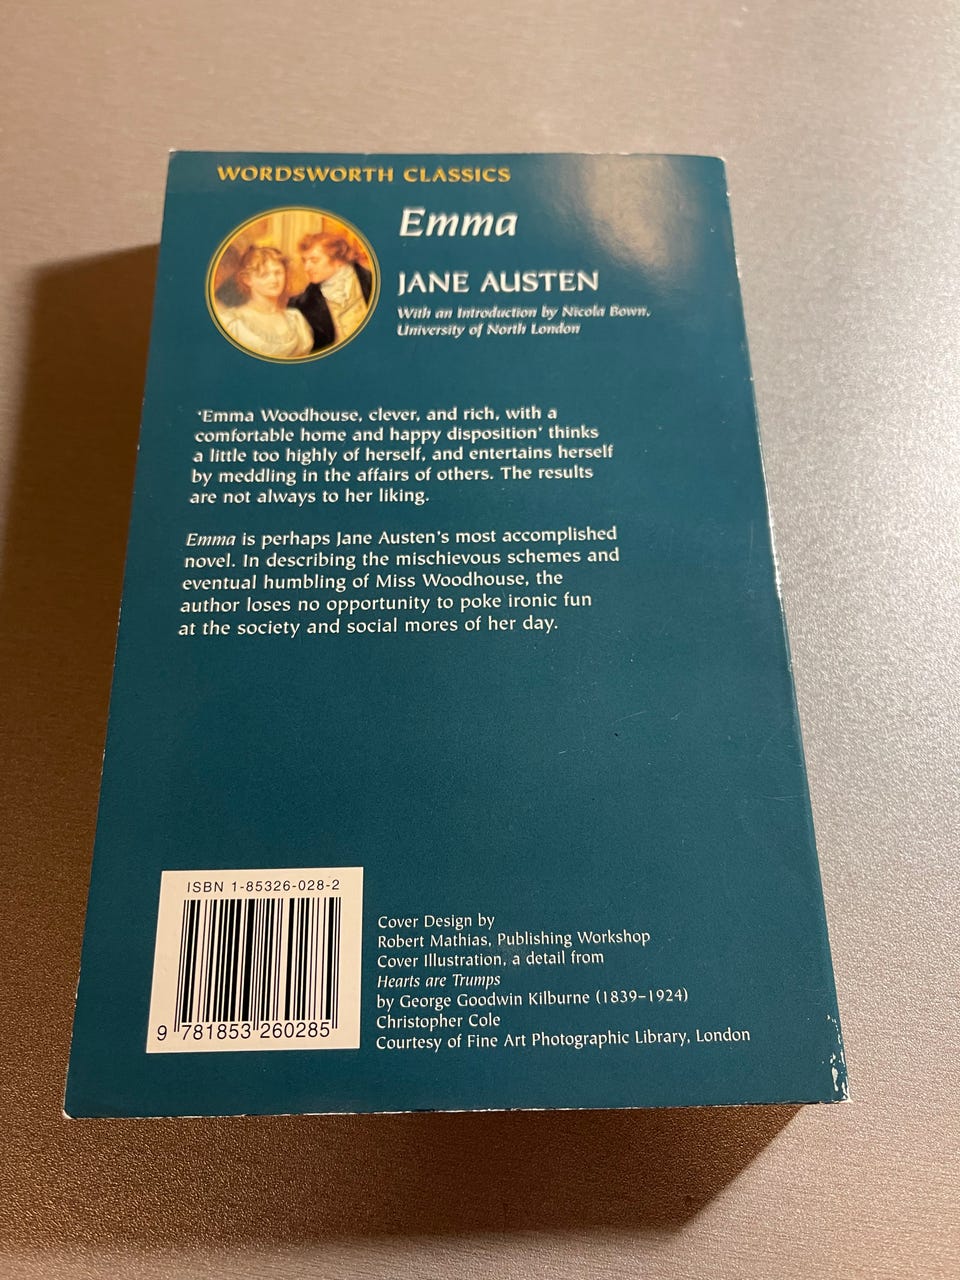 WORDSWORTH CLASSICS
Emma
JANE AUSTEN
With an Introduction by Nicola Bown,
University of North London
'Emma Woodhouse, clever, and rich, with a
comfortable home and happy disposition' thinks
a little too highly of herself, and entertains herself
by meddling in the affairs of others. The results
are not always to her liking.
Emma is perhaps Jane Austen's most accomplished
novel. In describing the mischievous schemes and
eventual humbling of Miss Woodhouse, the
author loses no opportunity to poke ironic fun
at the society and social mores of her day.
ISBN 1-85326-028-2
9 781853 260285
Cover Design by
Robert Mathias, Publishing Workshop
Cover Illustration, a detail from
Hearts are Trumps
by George Goodwin Kilburne (1839–1924)
Christopher Cole
Courtesy of Fine Art Photographic Library, London